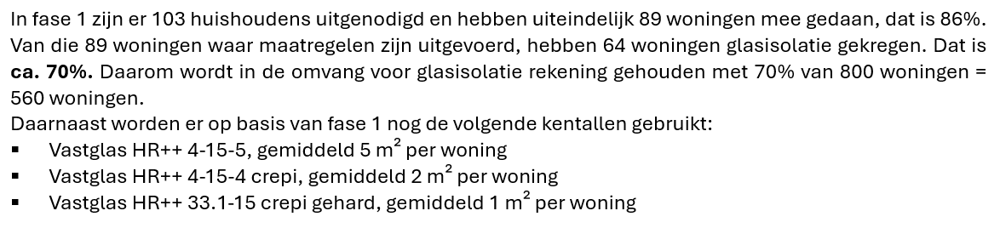 In fase 1 zijn er 103 huishoudens uitgenodigd en hebben uiteindelijk 89 woningen mee gedaan, dat is 86%.
Van die 89 woningen waar maatregelen zijn uitgevoerd, hebben 64 woningen glasisolatie gekregen. Dat is
ca. 70%. Daarom wordt in de omvang voor glasisolatie rekening gehouden met 70% van 800 woningen =
560 woningen.
Daarnaast worden er op basis van fase 1 nog de volgende kentallen gebruikt:
▪ Vastglas HR++ 4-15-5, gemiddeld 5 m² per woning
▪ Vastglas HR++ 4-15-4 crepi, gemiddeld 2 m² per woning
▪ Vastglas HR++ 33.1-15 crepi gehard, gemiddeld 1 m² per woning